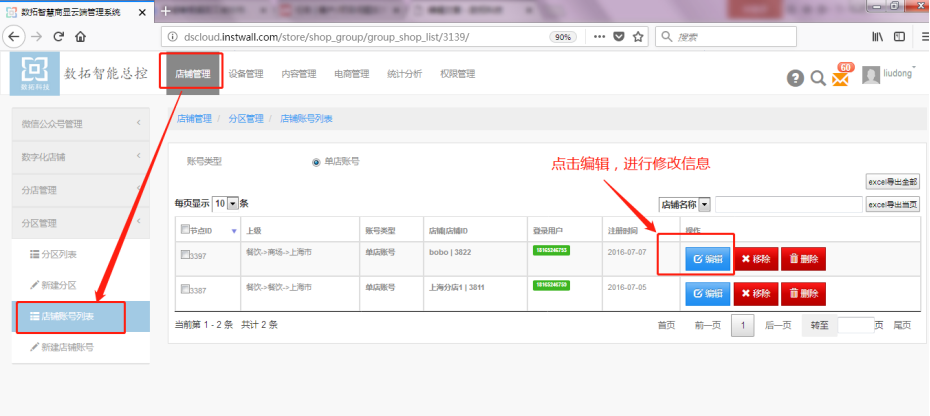 数拓智慧商显云端管理系统
dscloud.instwall.com/store/shop_group/group_shop_list/3139/
90%
搜索
数拓科技
数拓智能总控
店铺管理
设备管理
内容管理
电商管理
统计分析
权限管理
60
liudong
微信公众号管理
数字化店铺
分店管理
分区管理
分区列表
新建分区
店铺账号列表
新建店铺账号
店铺管理 / 分区管理 / 店铺账号列表
账号类型 单店账号
点击编辑，进行修改信息
excel导出全部
每页显示 10 条
店铺名称
excel导出当页
节点ID 上级 账号类型 店铺|店铺ID 登录用户 注册时间 操作
3397 餐饮->商场->上海市 单店账号 bobo | 3822 2016-07-07 编辑 移除 删除
3387 餐饮->餐饮->上海市 单店账号 上海分店1 | 3811 2016-07-05 编辑 移除 删除
当前第 1 - 2 条 共计 2 条
首页 前一页 1 后一页 转至 页 尾页